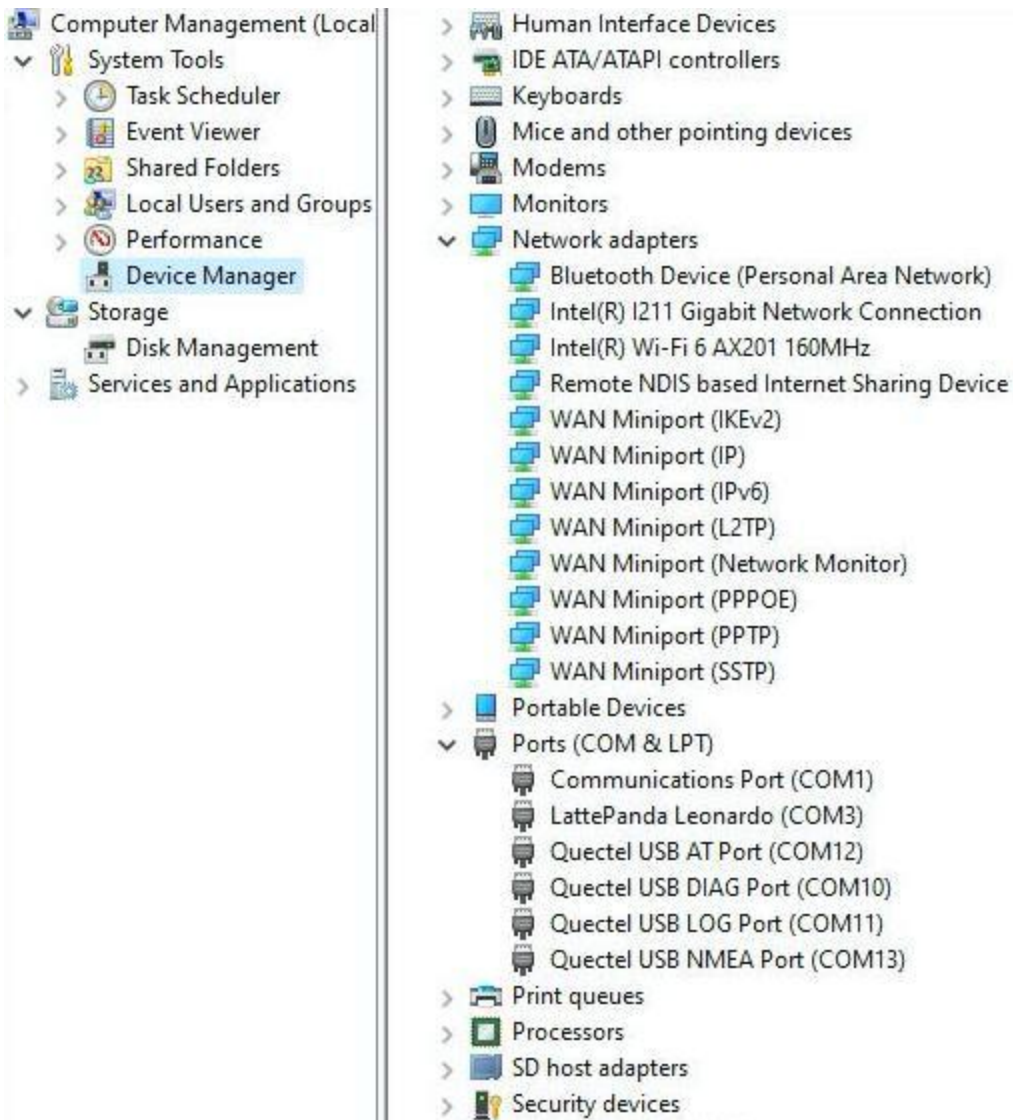 Computer Management (Local
System Tools
Task Scheduler
Event Viewer
Shared Folders
Local Users and Groups
Performance
Device Manager
Storage
Disk Management
Services and Applications
Human Interface Devices
IDE ATA/ATAPI controllers
Keyboards
Mice and other pointing devices
Modems
Monitors
Network adapters
Bluetooth Device (Personal Area Network)
Intel(R) I211 Gigabit Network Connection
Intel(R) Wi-Fi 6 AX201 160MHz
Remote NDIS based Internet Sharing Device
WAN Miniport (IKEv2)
WAN Miniport (IP)
WAN Miniport (IPv6)
WAN Miniport (L2TP)
WAN Miniport (Network Monitor)
WAN Miniport (PPPOE)
WAN Miniport (PPTP)
WAN Miniport (SSTP)
Portable Devices
Ports (COM & LPT)
Communications Port (COM1)
LattePanda Leonardo (COM3)
Quectel USB AT Port (COM12)
Quectel USB DIAG Port (COM10)
Quectel USB LOG Port (COM11)
Quectel USB NMEA Port (COM13)
Print queues
Processors
SD host adapters
Security devices